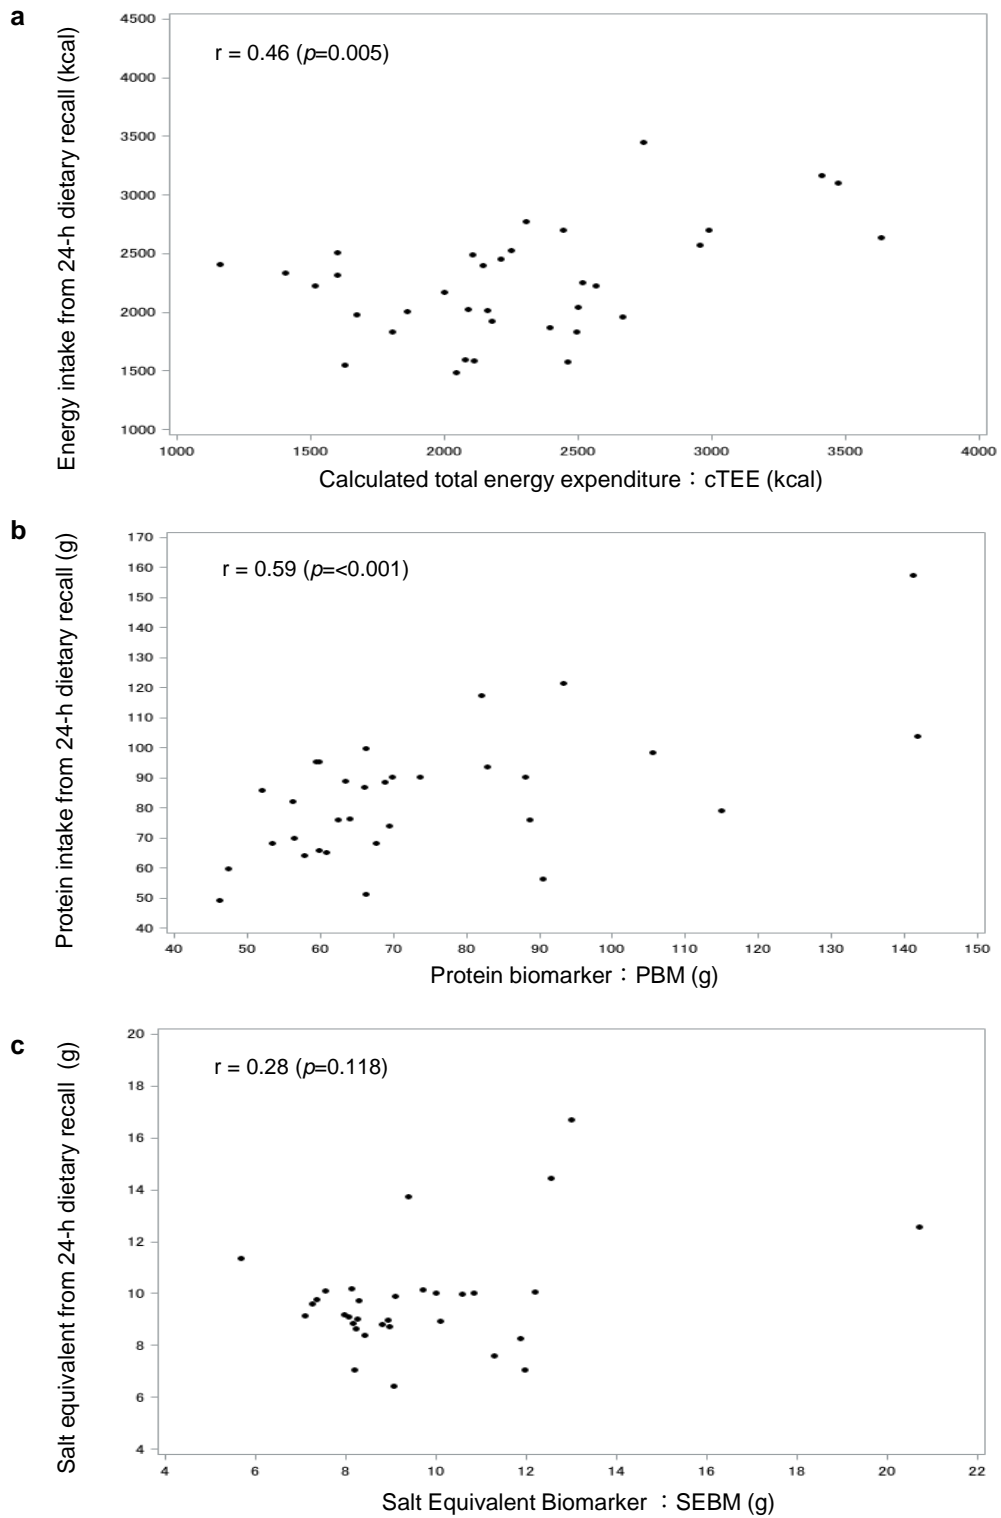 a
Energy intake from 24-h dietary recall (kcal)
r = 0.46 (p=0.005)
4500
4000
3500
3000
2500
2000
1500
1000
1000 1500 2000 2500 3000 3500 4000
Calculated total energy expenditure：cTEE (kcal)
b
Protein intake from 24-h dietary recall (g)
r = 0.59 (p=<0.001)
170
160
150
140
130
120
110
100
90
80
70
60
50
40
40 50 60 70 80 90 100 110 120 130 140 150
Protein biomarker：PBM (g)
c
Salt equivalent from 24-h dietary recall (g)
r = 0.28 (p=0.118)
20
18
16
14
12
10
8
6
4
4 6 8 10 12 14 16 18 20 22
Salt Equivalent Biomarker ：SEBM (g)